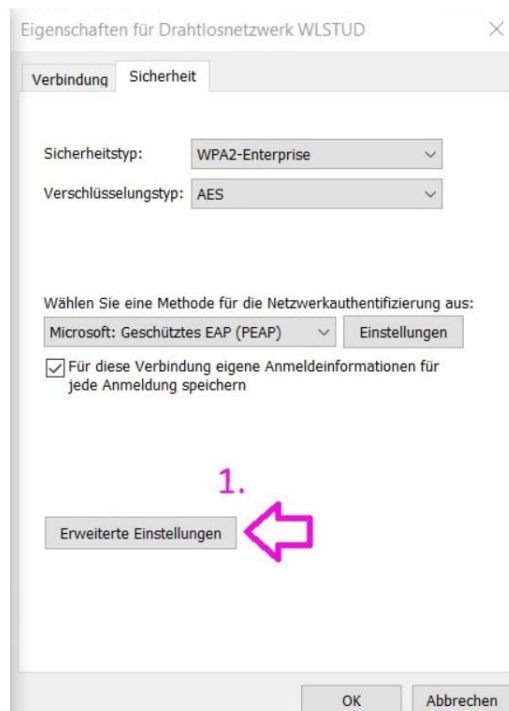 Eigenschaften für Drahtlosnetzwerk WLSTUD
Verbindung Sicherheit
Sicherheitstyp: WPA2-Enterprise
Verschlüsselungstyp: AES
Wählen Sie eine Methode für die Netzwerkauthentifizierung aus:
Microsoft: Geschütztes EAP (PEAP) Einstellungen
Für diese Verbindung eigene Anmeldeinformationen für
jede Anmeldung speichern
1.
Erweiterte Einstellungen
OK Abbrechen